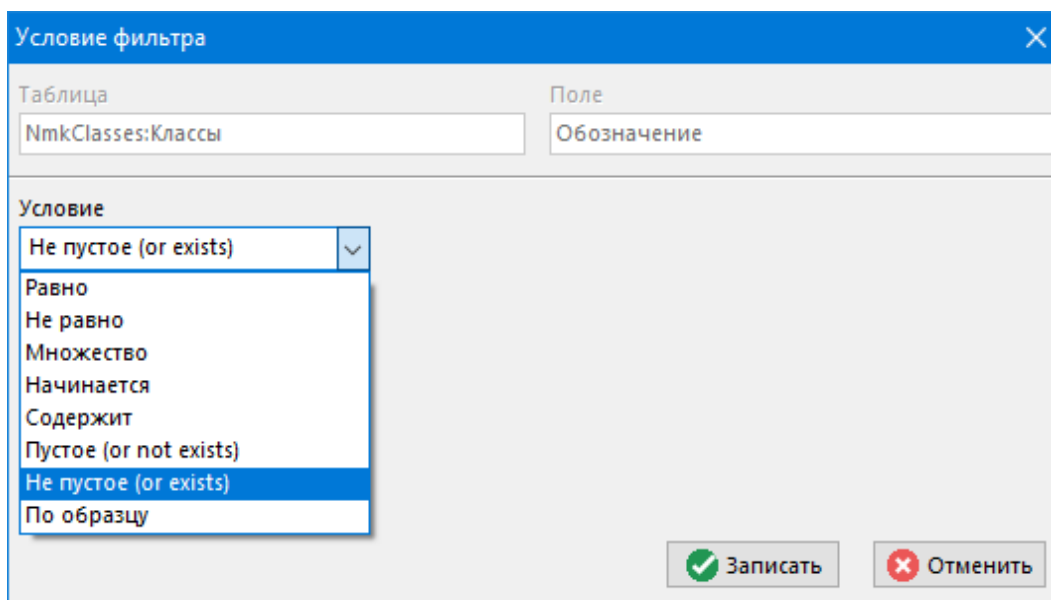 Условие фильтра
Таблица
Поле
NmkClasses:Классы
Обозначение
Условие
Не пустое (or exists)
Равно
Не равно
Множество
Начинается
Содержит
Пустое (or not exists)
Не пустое (or exists)
По образцу
Записать
Отменить